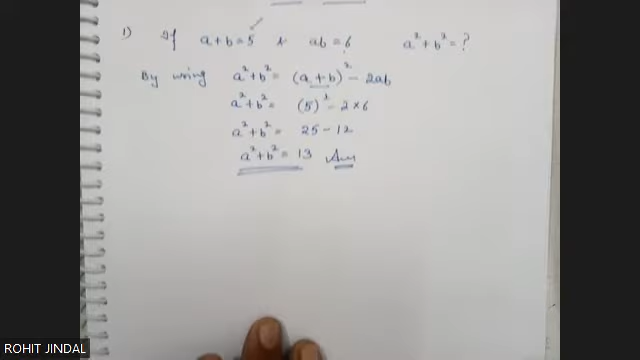 1) If a+b=5 & ab=6 a²+b²=?
By using a²+b² = (a+b)² - 2ab
a²+b² = (5)² - 2×6
a²+b² = 25-12
a²+b² = 13 Ans
ROHIT JINDAL